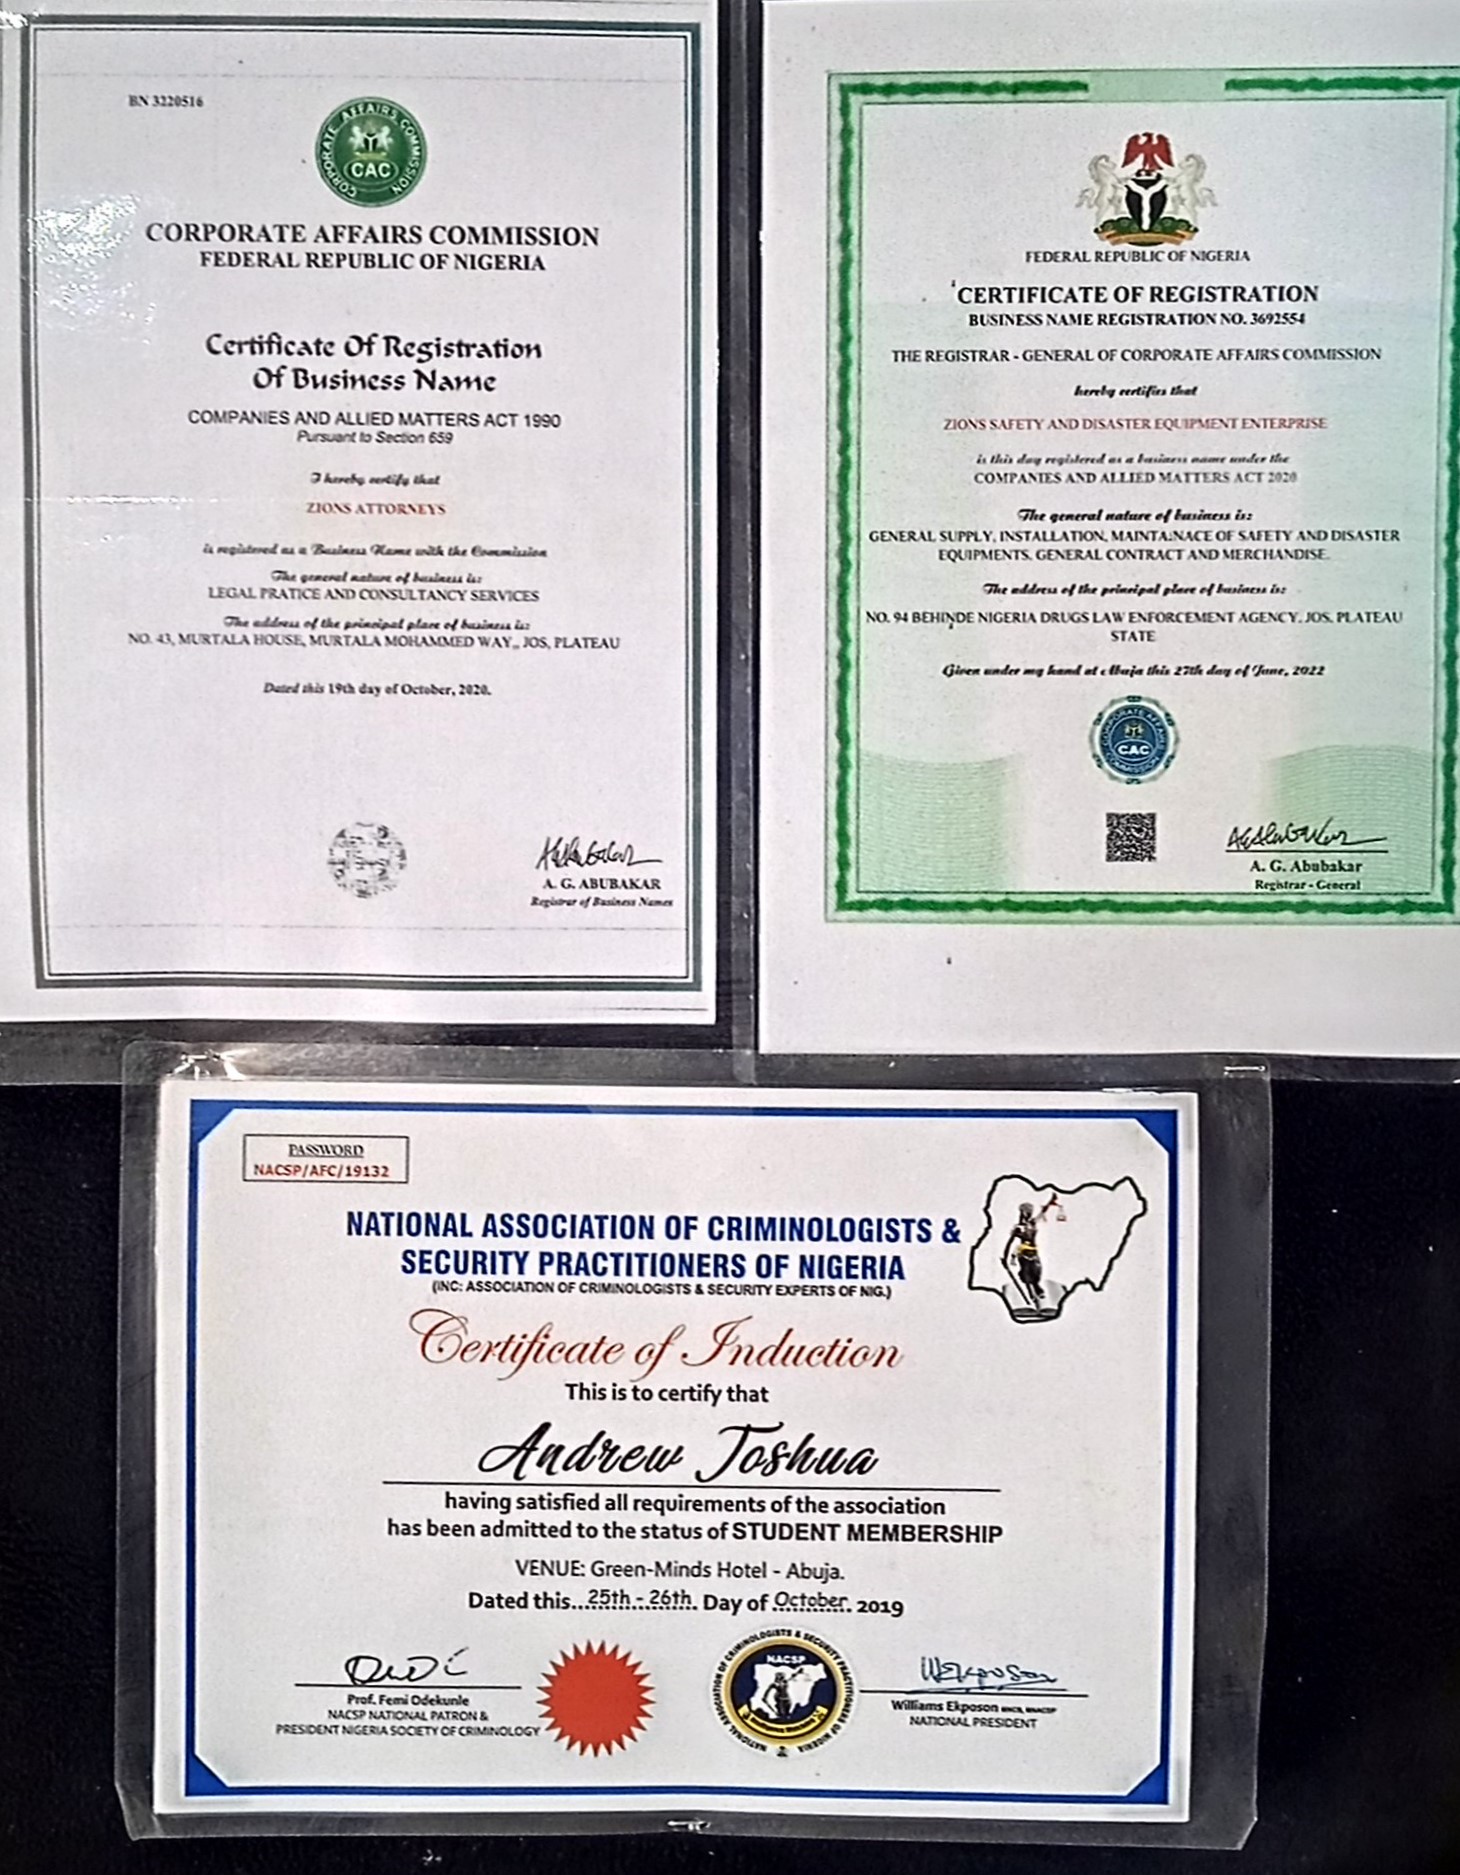 BN 3220516
CORPORATE AFFAIRS COMMISSION
CAC
CORPORATE AFFAIRS COMMISSION
FEDERAL REPUBLIC OF NIGERIA
Certificate Of Registration
Of Business Name
COMPANIES AND ALLIED MATTERS ACT 1990
Pursuant to Section 659
I hereby certify that
ZIONS ATTORNEYS
is registered as a Business Name with the Commission
The general nature of business is:
LEGAL PRATICE AND CONSULTANCY SERVICES
The address of the principal place of business is:
NO. 43, MURTALA HOUSE, MURTALA MOHAMMED WAY,, JOS, PLATEAU
Dated this 19th day of October, 2020.
A. G. ABUBAKAR
Registrar of Business Names
FEDERAL REPUBLIC OF NIGERIA
CERTIFICATE OF REGISTRATION
BUSINESS NAME REGISTRATION NO. 3692554
THE REGISTRAR - GENERAL OF CORPORATE AFFAIRS COMMISSION
hereby certifies that
ZIONS SAFETY AND DISASTER EQUIPMENT ENTERPRISE
is this day registered as a business name under the
COMPANIES AND ALLIED MATTERS ACT 2020
The general nature of business is:
GENERAL SUPPLY, INSTALLATION, MAINTAINACE OF SAFETY AND DISASTER
EQUIPMENTS, GENERAL CONTRACT AND MERCHANDISE.
The address of the principal place of business is:
NO. 94 BEHINDE NIGERIA DRUGS LAW ENFORCEMENT AGENCY, JOS, PLATEAU
STATE
Given under my hand at Abuja this 27th day of June, 2022
CORPORATE AFFAIRS COMMISSION
CAC
A. G. Abubakar
Registrar - General
PASSWORD
NACSP/AFC/19132
NATIONAL ASSOCIATION OF CRIMINOLOGISTS &
SECURITY PRACTITIONERS OF NIGERIA
(INC: ASSOCIATION OF CRIMINOLOGISTS & SECURITY EXPERTS OF NIG.)
Certificate of Induction
This is to certify that
Andrew Joshua
having satisfied all requirements of the association
has been admitted to the status of STUDENT MEMBERSHIP
VENUE: Green-Minds Hotel - Abuja.
Dated this...25th - 26th. Day of October. 2019
Prof. Femi Odekunle
NACSP NATIONAL PATRON &
PRESIDENT NIGERIA SOCIETY OF CRIMINOLOGY
NATIONAL ASSOCIATION OF CRIMINOLOGISTS & SECURITY PRACTITIONERS OF NIGERIA
NACSP
Williams Ekposon
NATIONAL PRESIDENT